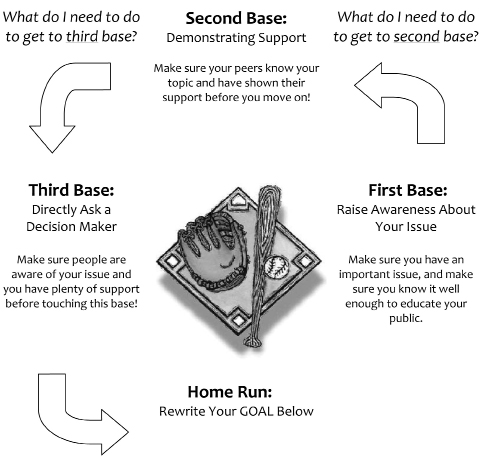 What do I need to do
to get to third base?
Second Base:
Demonstrating Support
Make sure your peers know your
topic and have shown their
support before you move on!
What do I need to do
to get to second base?
Third Base:
Directly Ask a
Decision Maker
Make sure people are
aware of your issue and
you have plenty of support
before touching this base!
First Base:
Raise Awareness About
Your Issue
Make sure you have an
important issue, and make
sure you know it well
enough to educate your
public.
Home Run:
Rewrite Your GOAL Below